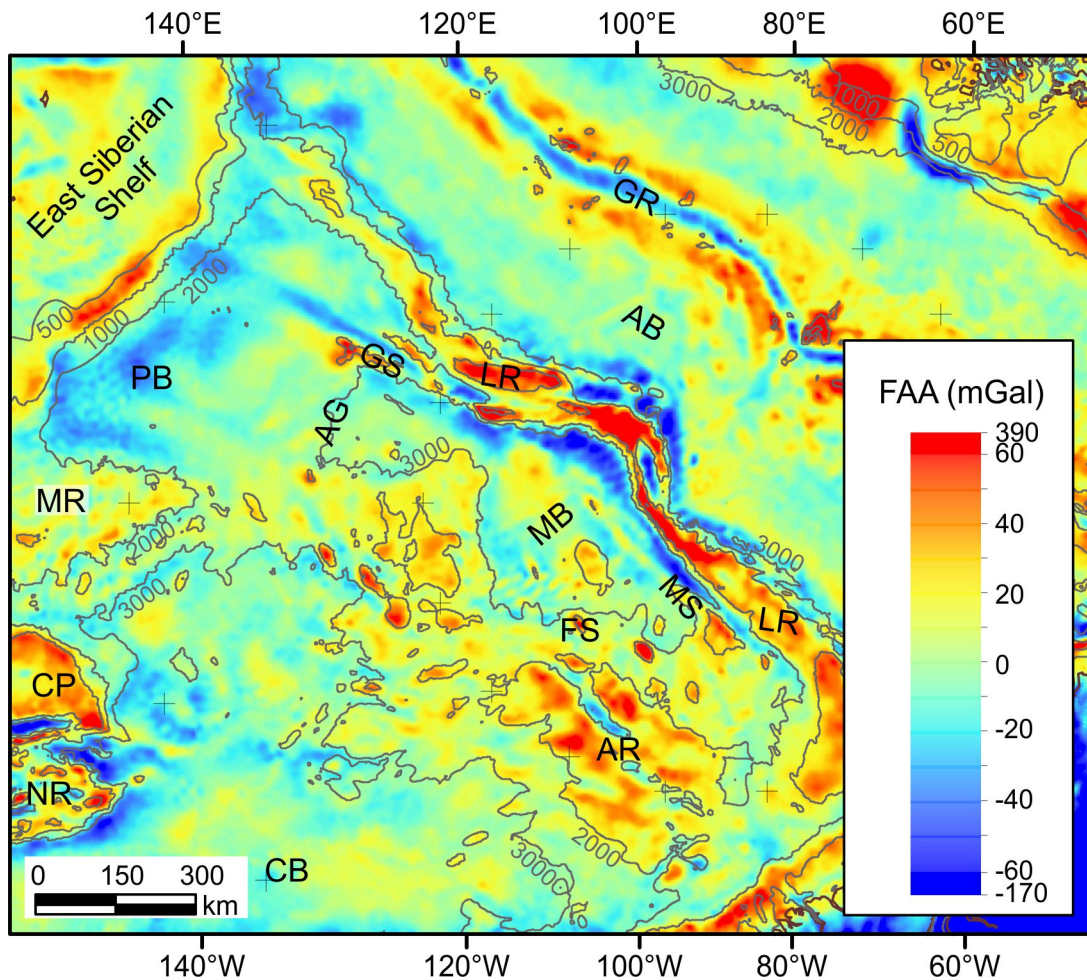 140°E 120°E 100°E 80°E 60°E
3000
1000
2000
500
East Siberian
Shelf
GR
2000
500
1000
AB
PB
GS
LR
FAA (mGal)
AG
390
60
3000
40
MR
2000
MB
3000
20
3000
MS
FS
LR
0
CP
-20
AR
NR
-40
2000
0 150 300
km
CB
3000
-60
-170
140°W 120°W 100°W 80°W 60°W